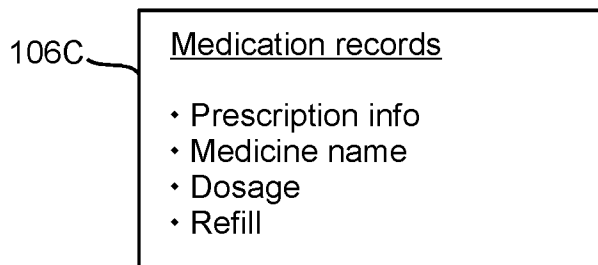 Medication records
106C
· Prescription info
· Medicine name
· Dosage
· Refill